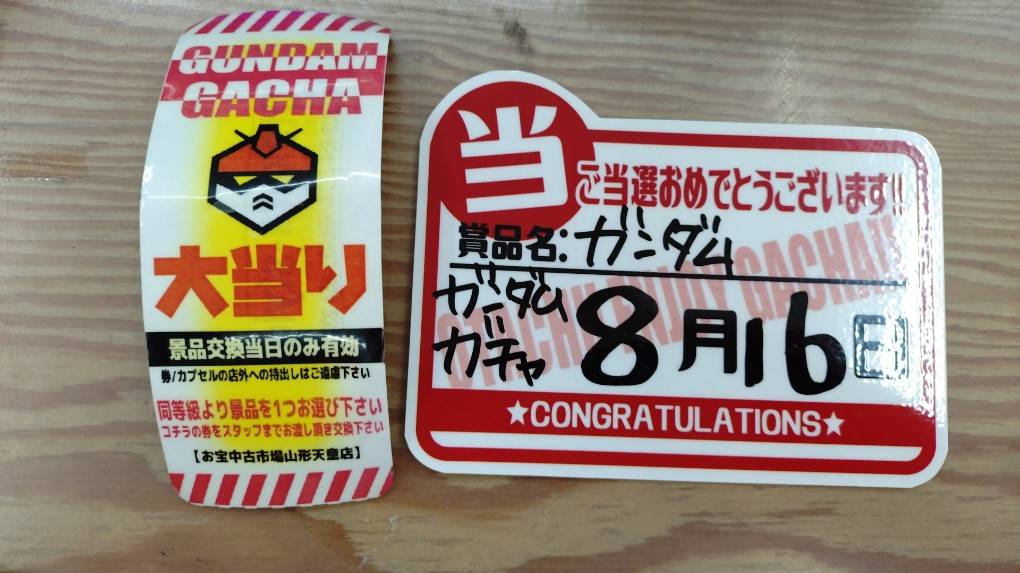 GUNDAM
GACHA
大当り
景品交換当日のみ有効
券/カプセルの店外への持出しはご遠慮下さい
同等級より景品を1つお選び下さい
コチラの券をスタッフまでお渡し頂き交換下さい
【お宝中古市場山形天童店】
当
ご当選おめでとうございます!!
賞品名:ガンダム
ガンダム
ガチャ
8月16日
★CONGRATULATIONS★